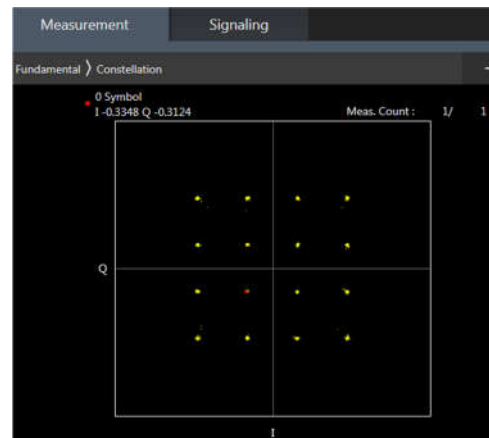 Measurement Signaling
Fundamental 〉 Constellation
0 Symbol
I -0.3348 Q -0.3124 Meas. Count : 1/ 1
Q
I